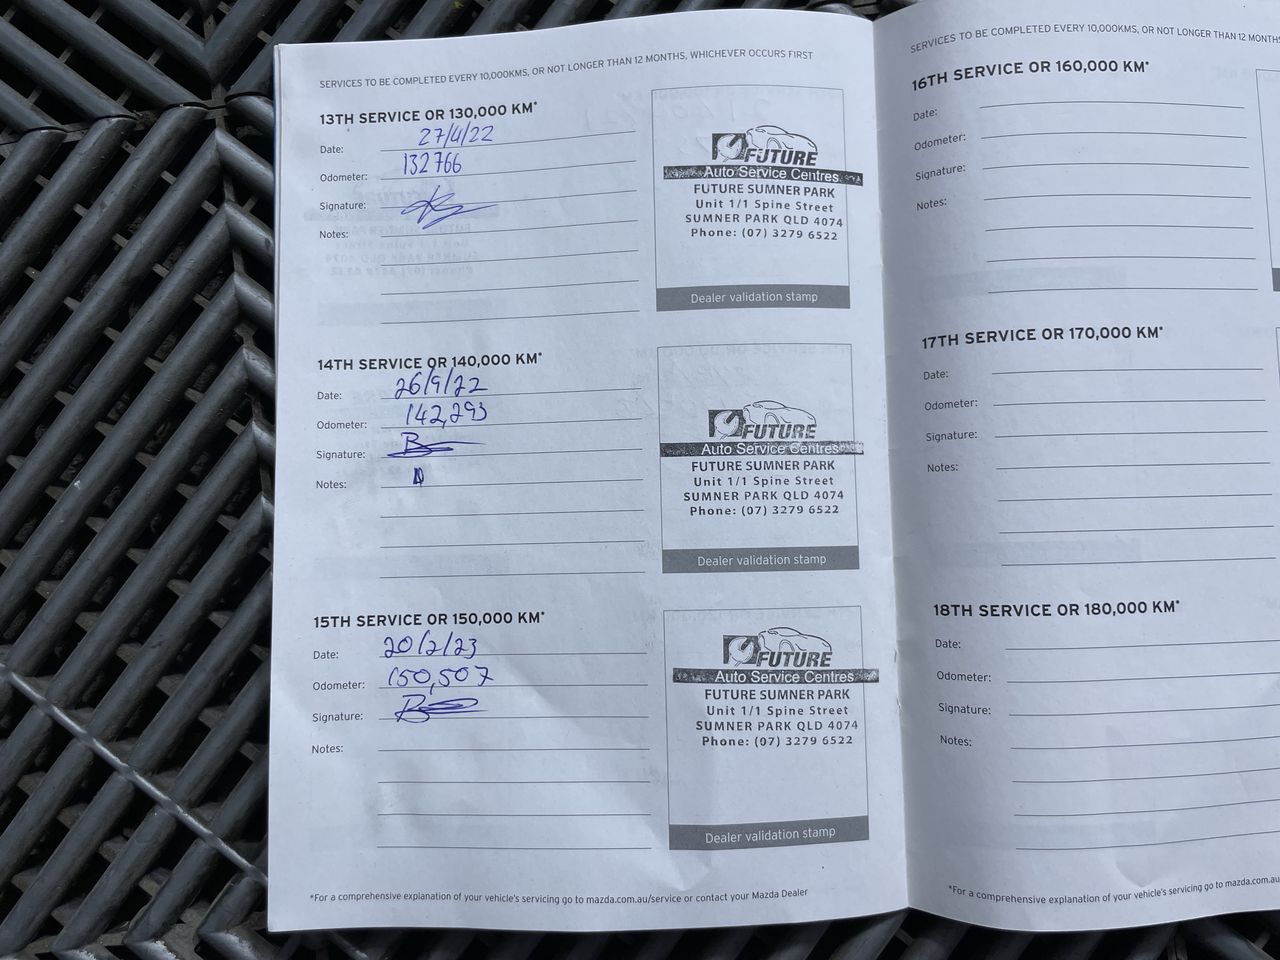 SERVICES TO BE COMPLETED EVERY 10,000KMS, OR NOT LONGER THAN 12 MONTHS, WHICHEVER OCCURS FIRST
13TH SERVICE OR 130,000 KM*
Date: 27/4/22
Odometer: 132766
Signature:
Notes:
FUTURE
Auto Service Centres
FUTURE SUMNER PARK
Unit 1/1 Spine Street
SUMNER PARK QLD 4074
Phone: (07) 3279 6522
Dealer validation stamp
14TH SERVICE OR 140,000 KM*
Date: 26/9/22
Odometer: 142,293
Signature:
Notes:
FUTURE
Auto Service Centres
FUTURE SUMNER PARK
Unit 1/1 Spine Street
SUMNER PARK QLD 4074
Phone: (07) 3279 6522
Dealer validation stamp
15TH SERVICE OR 150,000 KM*
Date: 20/2/23
Odometer: 150,507
Signature:
Notes:
FUTURE
Auto Service Centres
FUTURE SUMNER PARK
Unit 1/1 Spine Street
SUMNER PARK QLD 4074
Phone: (07) 3279 6522
Dealer validation stamp
*For a comprehensive explanation of your vehicle's servicing go to mazda.com.au/service or contact your Mazda Dealer
SERVICES TO BE COMPLETED EVERY 10,000KMS, OR NOT LONGER THAN 12 MONTHS
16TH SERVICE OR 160,000 KM*
Date:
Odometer:
Signature:
Notes:
17TH SERVICE OR 170,000 KM*
Date:
Odometer:
Signature:
Notes:
18TH SERVICE OR 180,000 KM*
Date:
Odometer:
Signature:
Notes:
*For a comprehensive explanation of your vehicle's servicing go to mazda.com.au